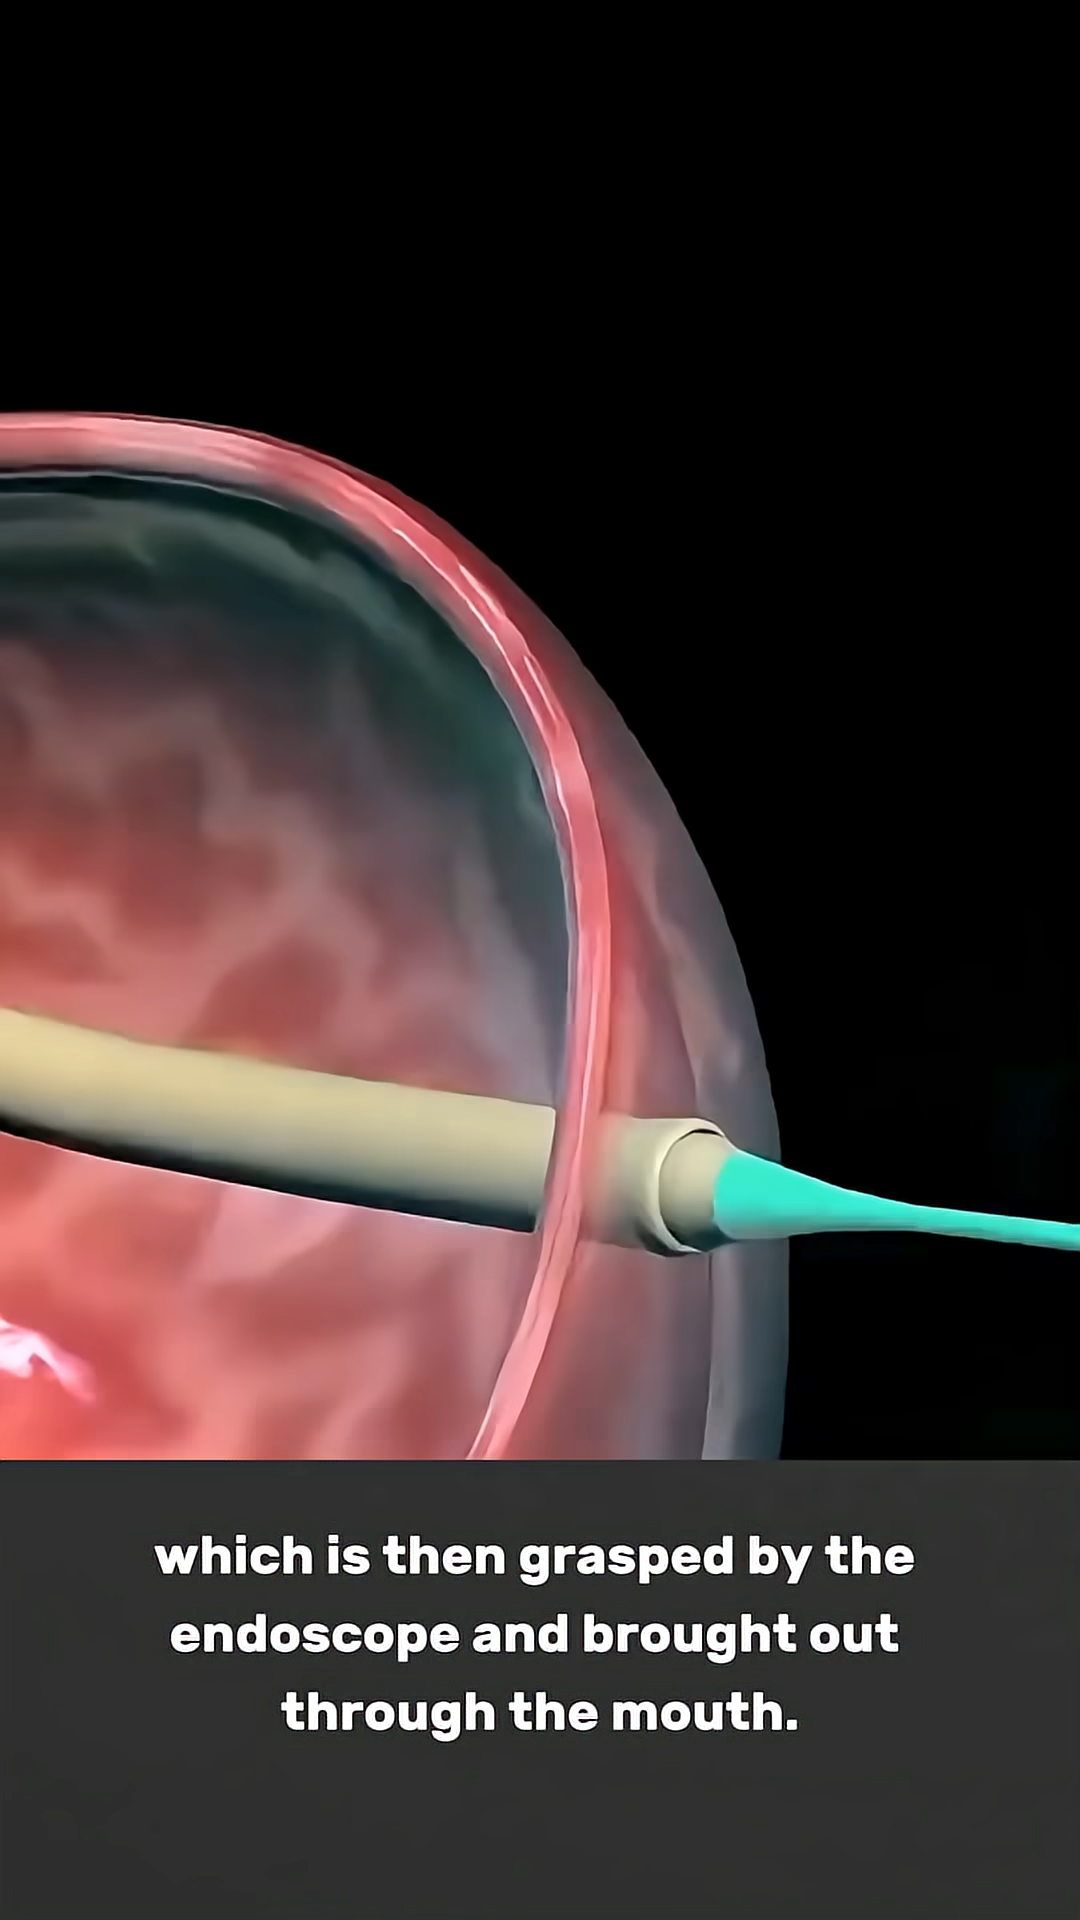 which is then grasped by the
endoscope and brought out
through the mouth.